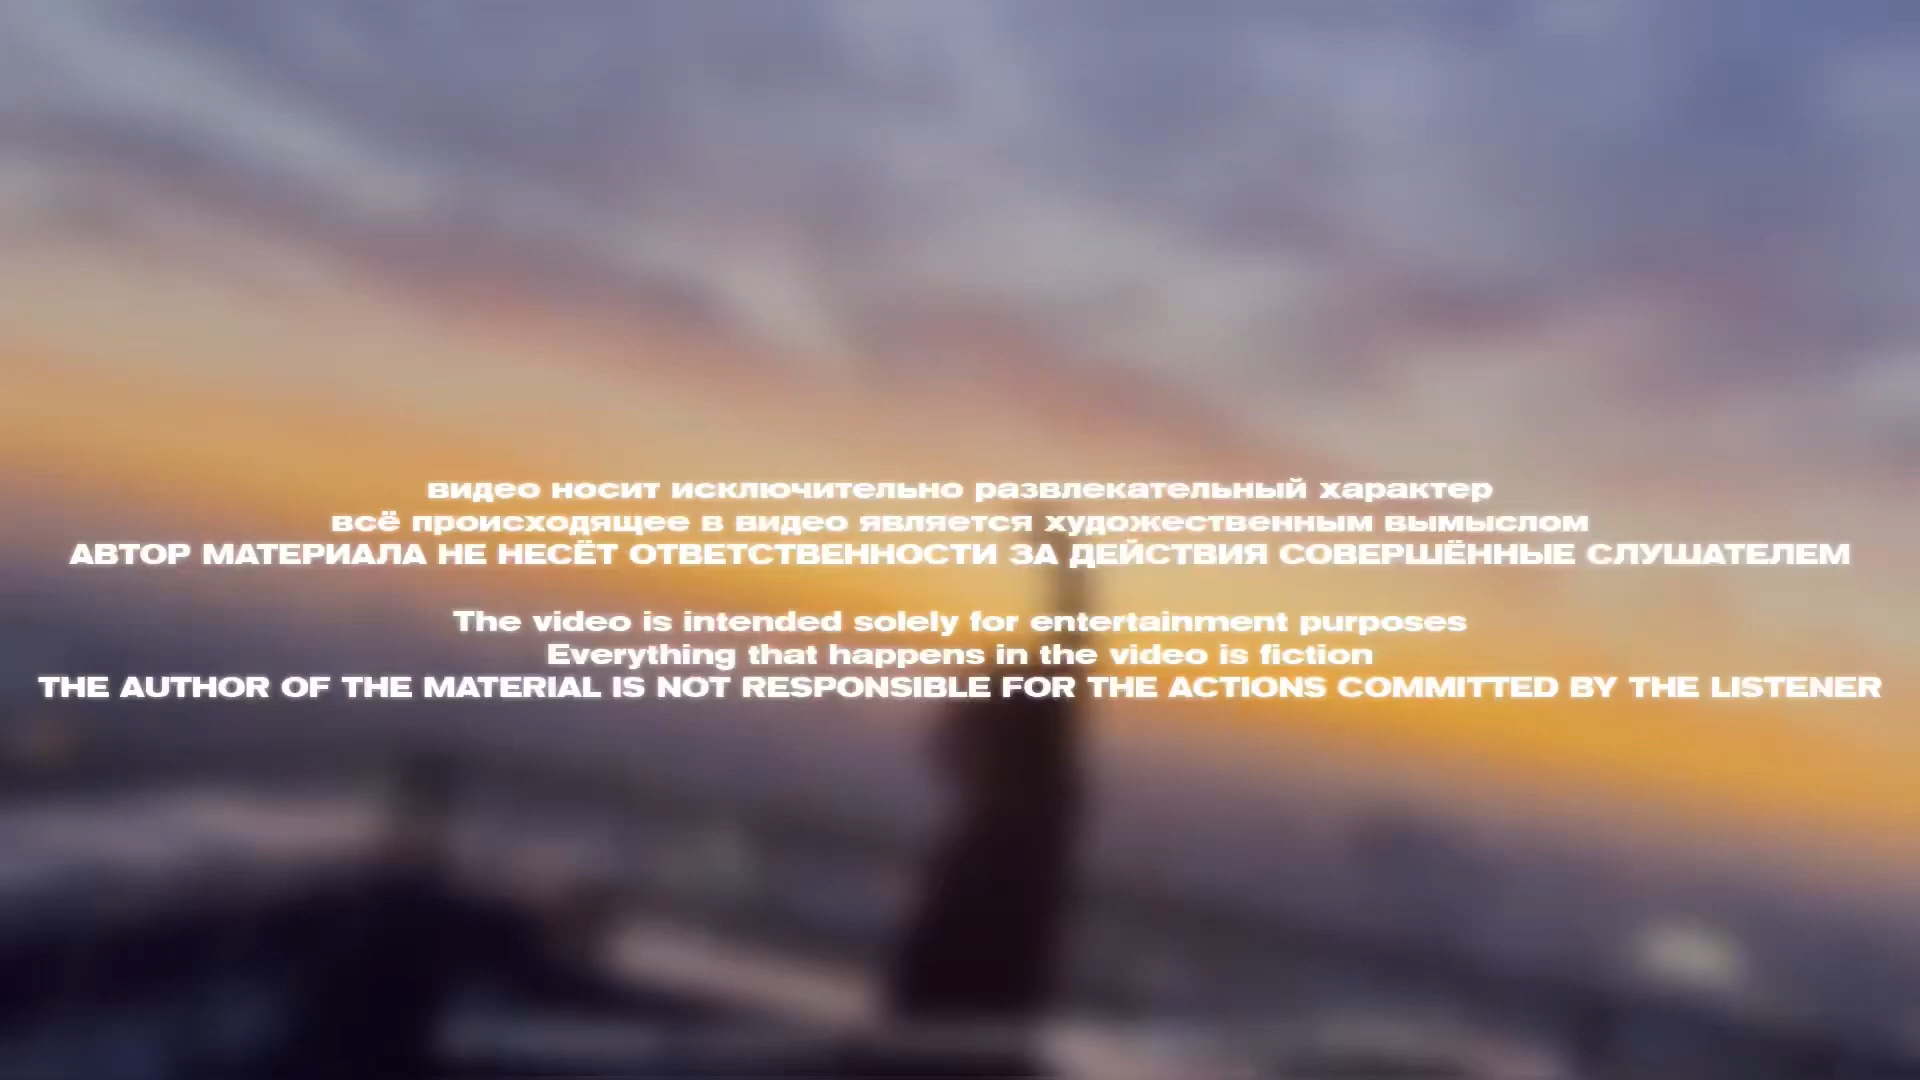 видео носит исключительно развлекательный характер
всё происходящее в видео является художественным вымыслом
АВТОР МАТЕРИАЛА НЕ НЕСЁТ ОТВЕТСТВЕННОСТИ ЗА ДЕЙСТВИЯ СОВЕРШЁННЫЕ СЛУШАТЕЛЕМ
The video is intended solely for entertainment purposes
Everything that happens in the video is fiction
THE AUTHOR OF THE MATERIAL IS NOT RESPONSIBLE FOR THE ACTIONS COMMITTED BY THE LISTENER